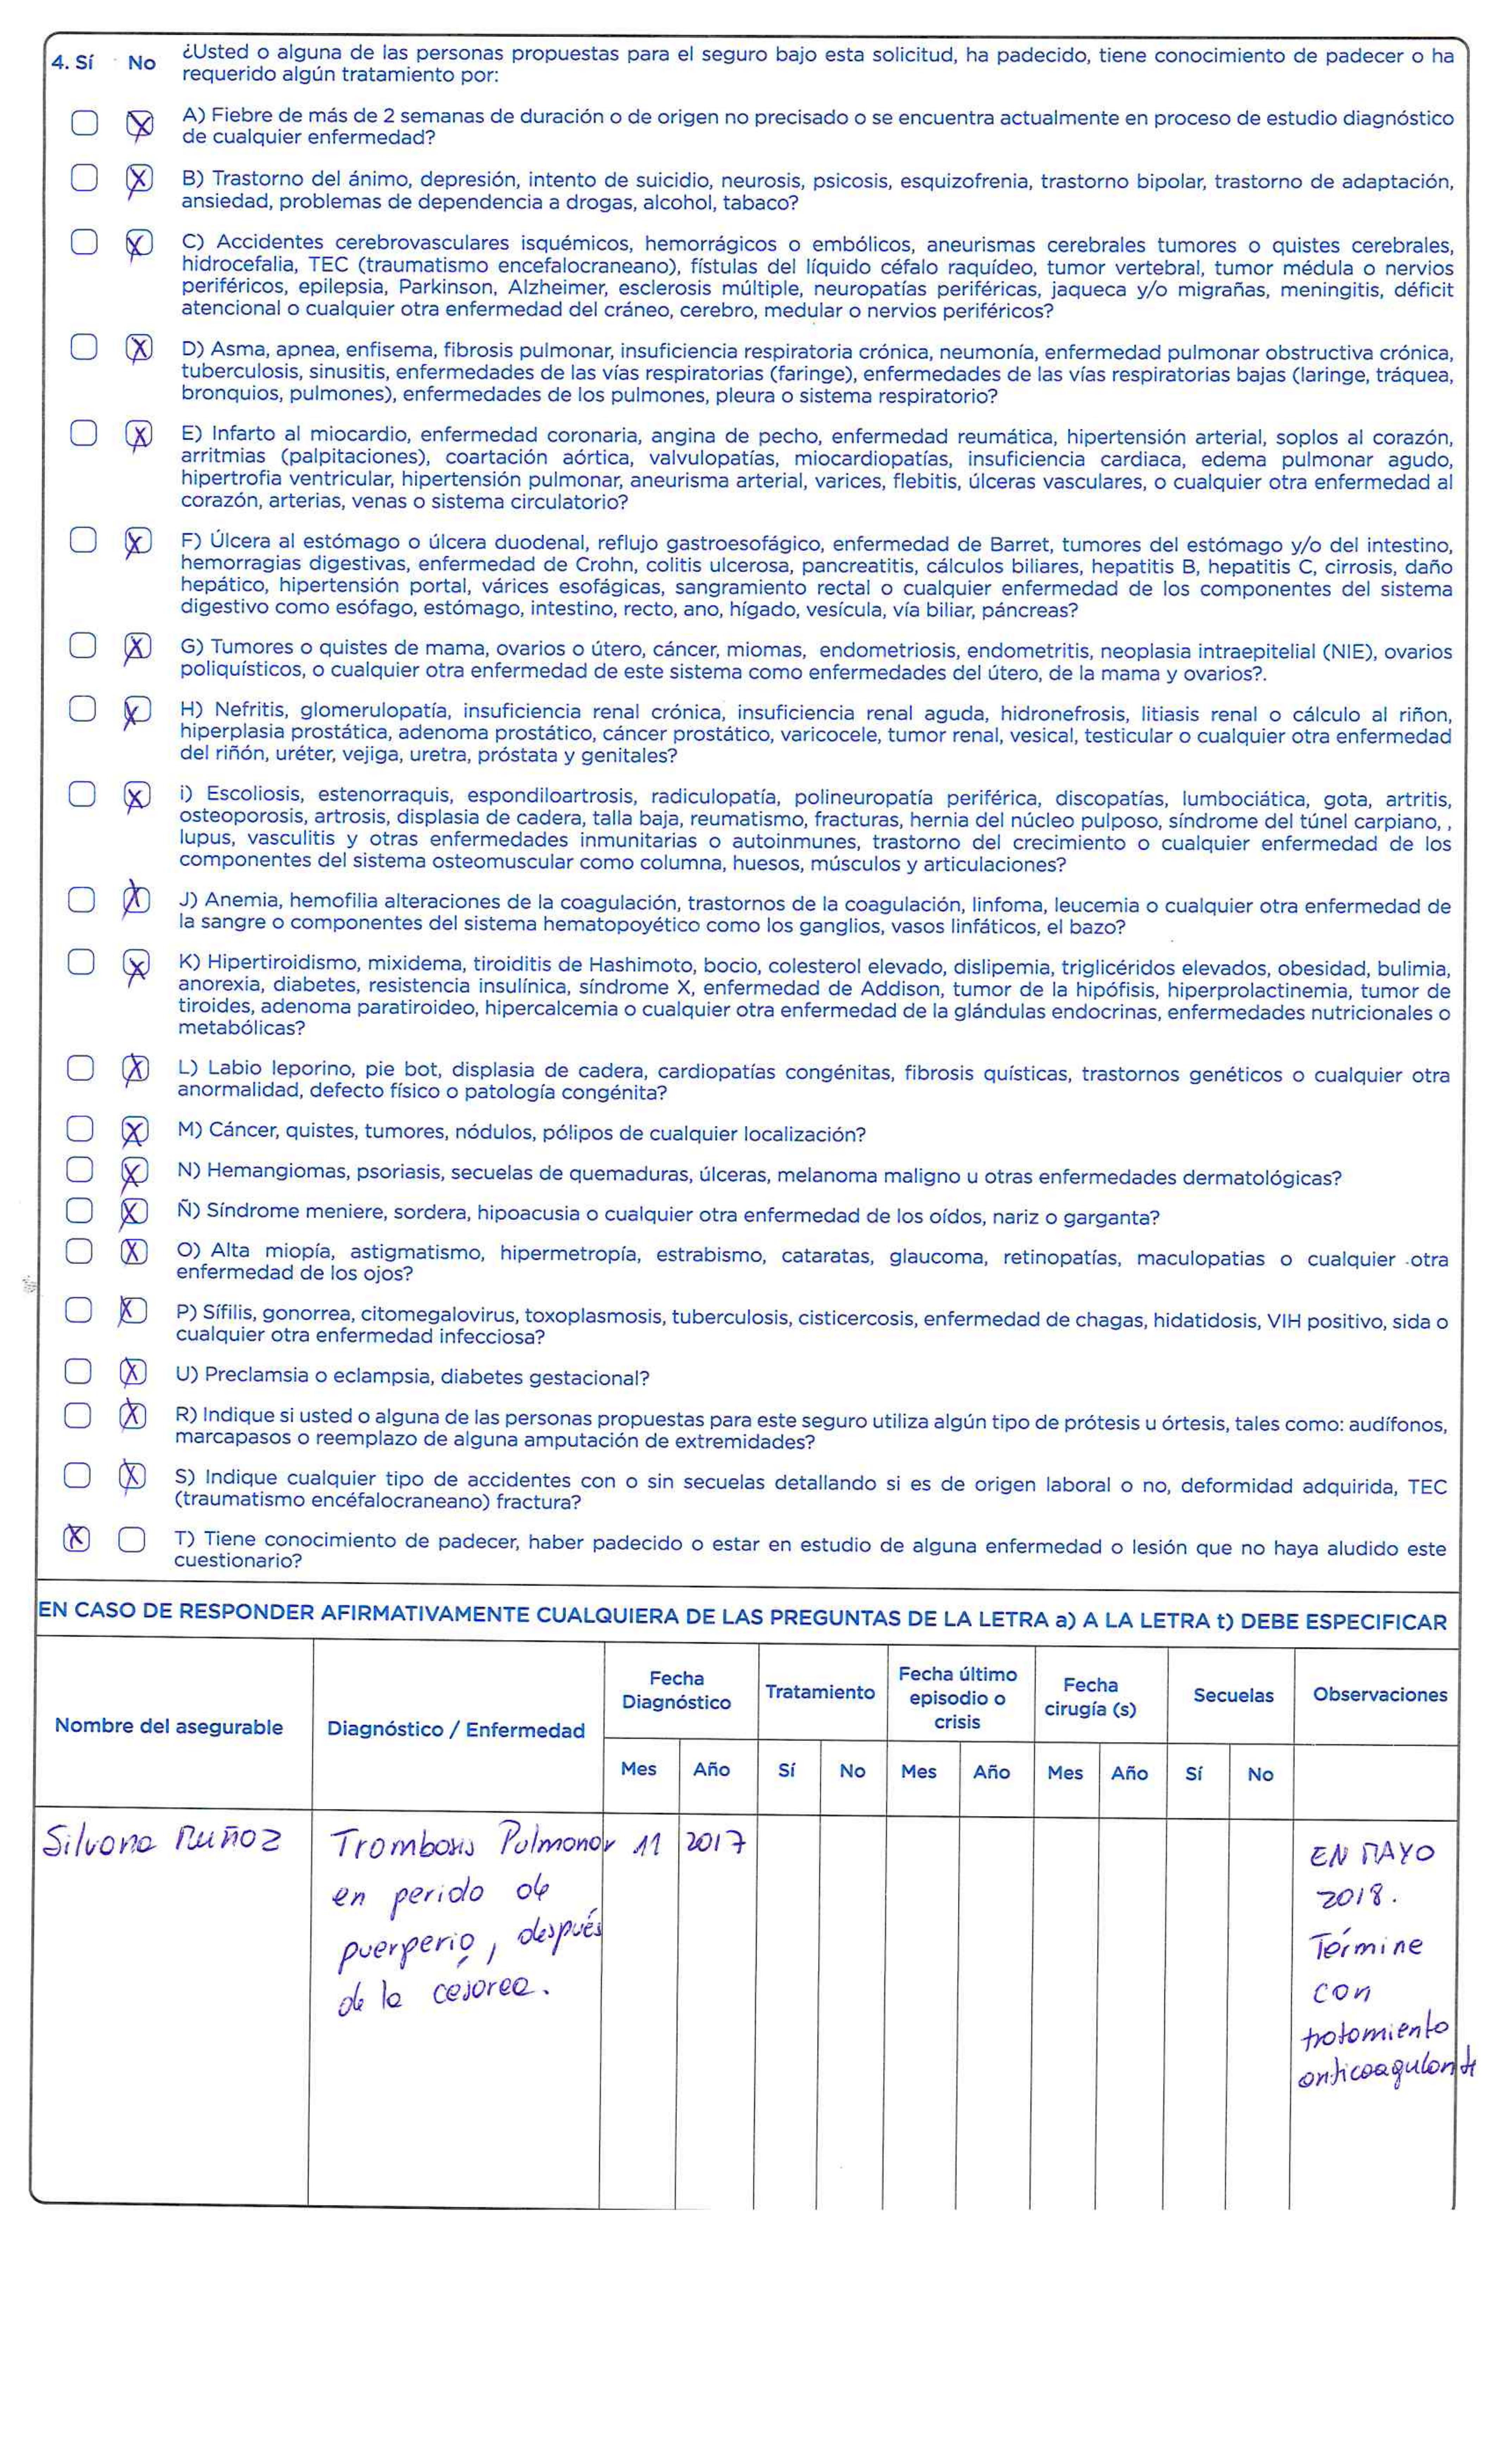 4. Sí No ¿Usted o alguna de las personas propuestas para el seguro bajo esta solicitud, ha padecido, tiene conocimiento de padecer o ha
requerido algún tratamiento por:
A) Fiebre de más de 2 semanas de duración o de origen no precisado o se encuentra actualmente en proceso de estudio diagnóstico
de cualquier enfermedad?
B) Trastorno del ánimo, depresión, intento de suicidio, neurosis, psicosis, esquizofrenia, trastorno bipolar, trastorno de adaptación,
ansiedad, problemas de dependencia a drogas, alcohol, tabaco?
C) Accidentes cerebrovasculares isquémicos, hemorrágicos o embólicos, aneurismas cerebrales tumores o quistes cerebrales,
hidrocefalia, TEC (traumatismo encefalocraneano), fístulas del líquido céfalo raquídeo, tumor vertebral, tumor médula o nervios
periféricos, epilepsia, Parkinson, Alzheimer, esclerosis múltiple, neuropatías periféricas, jaqueca y/o migrañas, meningitis, déficit
atencional o cualquier otra enfermedad del cráneo, cerebro, medular o nervios periféricos?
D) Asma, apnea, enfisema, fibrosis pulmonar, insuficiencia respiratoria crónica, neumonía, enfermedad pulmonar obstructiva crónica,
tuberculosis, sinusitis, enfermedades de las vías respiratorias (faringe), enfermedades de las vías respiratorias bajas (laringe, tráquea,
bronquios, pulmones), enfermedades de los pulmones, pleura o sistema respiratorio?
E) Infarto al miocardio, enfermedad coronaria, angina de pecho, enfermedad reumática, hipertensión arterial, soplos al corazón,
arritmias (palpitaciones), coartación aórtica, valvulopatías, miocardiopatías, insuficiencia cardiaca, edema pulmonar agudo,
hipertrofia ventricular, hipertensión pulmonar, aneurisma arterial, varices, flebitis, úlceras vasculares, o cualquier otra enfermedad al
corazón, arterias, venas o sistema circulatorio?
F) Úlcera al estómago o úlcera duodenal, reflujo gastroesofágico, enfermedad de Barret, tumores del estómago y/o del intestino,
hemorragias digestivas, enfermedad de Crohn, colitis ulcerosa, pancreatitis, cálculos biliares, hepatitis B, hepatitis C, cirrosis, daño
hepático, hipertensión portal, várices esofágicas, sangramiento rectal o cualquier enfermedad de los componentes del sistema
digestivo como esófago, estómago, intestino, recto, ano, hígado, vesícula, vía biliar, páncreas?
G) Tumores o quistes de mama, ovarios o útero, cáncer, miomas, endometriosis, endometritis, neoplasia intraepitelial (NIE), ovarios
poliquísticos, o cualquier otra enfermedad de este sistema como enfermedades del útero, de la mama y ovarios?.
H) Nefritis, glomerulopatía, insuficiencia renal crónica, insuficiencia renal aguda, hidronefrosis, litiasis renal o cálculo al riñon,
hiperplasia prostática, adenoma prostático, cáncer prostático, varicocele, tumor renal, vesical, testicular o cualquier otra enfermedad
del riñón, uréter, vejiga, uretra, próstata y genitales?
i) Escoliosis, estenorraquis, espondiloartrosis, radiculopatía, polineuropatía periférica, discopatías, lumbociática, gota, artritis,
osteoporosis, artrosis, displasia de cadera, talla baja, reumatismo, fracturas, hernia del núcleo pulposo, síndrome del túnel carpiano, ,
lupus, vasculitis y otras enfermedades inmunitarias o autoinmunes, trastorno del crecimiento o cualquier enfermedad de los
componentes del sistema osteomuscular como columna, huesos, músculos y articulaciones?
J) Anemia, hemofilia alteraciones de la coagulación, trastornos de la coagulación, linfoma, leucemia o cualquier otra enfermedad de
la sangre o componentes del sistema hematopoyético como los ganglios, vasos linfáticos, el bazo?
K) Hipertiroidismo, mixidema, tiroiditis de Hashimoto, bocio, colesterol elevado, dislipemia, triglicéridos elevados, obesidad, bulimia,
anorexia, diabetes, resistencia insulínica, síndrome X, enfermedad de Addison, tumor de la hipófisis, hiperprolactinemia, tumor de
tiroides, adenoma paratiroideo, hipercalcemia o cualquier otra enfermedad de la glándulas endocrinas, enfermedades nutricionales o
metabólicas?
L) Labio leporino, pie bot, displasia de cadera, cardiopatías congénitas, fibrosis quísticas, trastornos genéticos o cualquier otra
anormalidad, defecto físico o patología congénita?
M) Cáncer, quistes, tumores, nódulos, pólipos de cualquier localización?
N) Hemangiomas, psoriasis, secuelas de quemaduras, úlceras, melanoma maligno u otras enfermedades dermatológicas?
Ñ) Síndrome meniere, sordera, hipoacusia o cualquier otra enfermedad de los oídos, nariz o garganta?
O) Alta miopía, astigmatismo, hipermetropía, estrabismo, cataratas, glaucoma, retinopatías, maculopatias o cualquier otra
enfermedad de los ojos?
P) Sífilis, gonorrea, citomegalovirus, toxoplasmosis, tuberculosis, cisticercosis, enfermedad de chagas, hidatidosis, VIH positivo, sida o
cualquier otra enfermedad infecciosa?
U) Preclamsia o eclampsia, diabetes gestacional?
R) Indique si usted o alguna de las personas propuestas para este seguro utiliza algún tipo de prótesis u órtesis, tales como: audífonos,
marcapasos o reemplazo de alguna amputación de extremidades?
S) Indique cualquier tipo de accidentes con o sin secuelas detallando si es de origen laboral o no, deformidad adquirida, TEC
(traumatismo encéfalocraneano) fractura?
T) Tiene conocimiento de padecer, haber padecido o estar en estudio de alguna enfermedad o lesión que no haya aludido este
cuestionario?
EN CASO DE RESPONDER AFIRMATIVAMENTE CUALQUIERA DE LAS PREGUNTAS DE LA LETRA a) A LA LETRA t) DEBE ESPECIFICAR
Nombre del asegurable
Diagnóstico / Enfermedad
Fecha
Diagnóstico
Tratamiento
Fecha último
episodio o
crisis
Fecha
cirugía (s)
Secuelas
Observaciones
Mes Año Sí No Mes Año Mes Año Sí No
Silvana Muñoz
Trombosis Pulmonar
en perido de
puerperio, después
de la cesorea.
11
2017
EN MAYO
2018.
Términe
con
tratamiento
anticoagulante